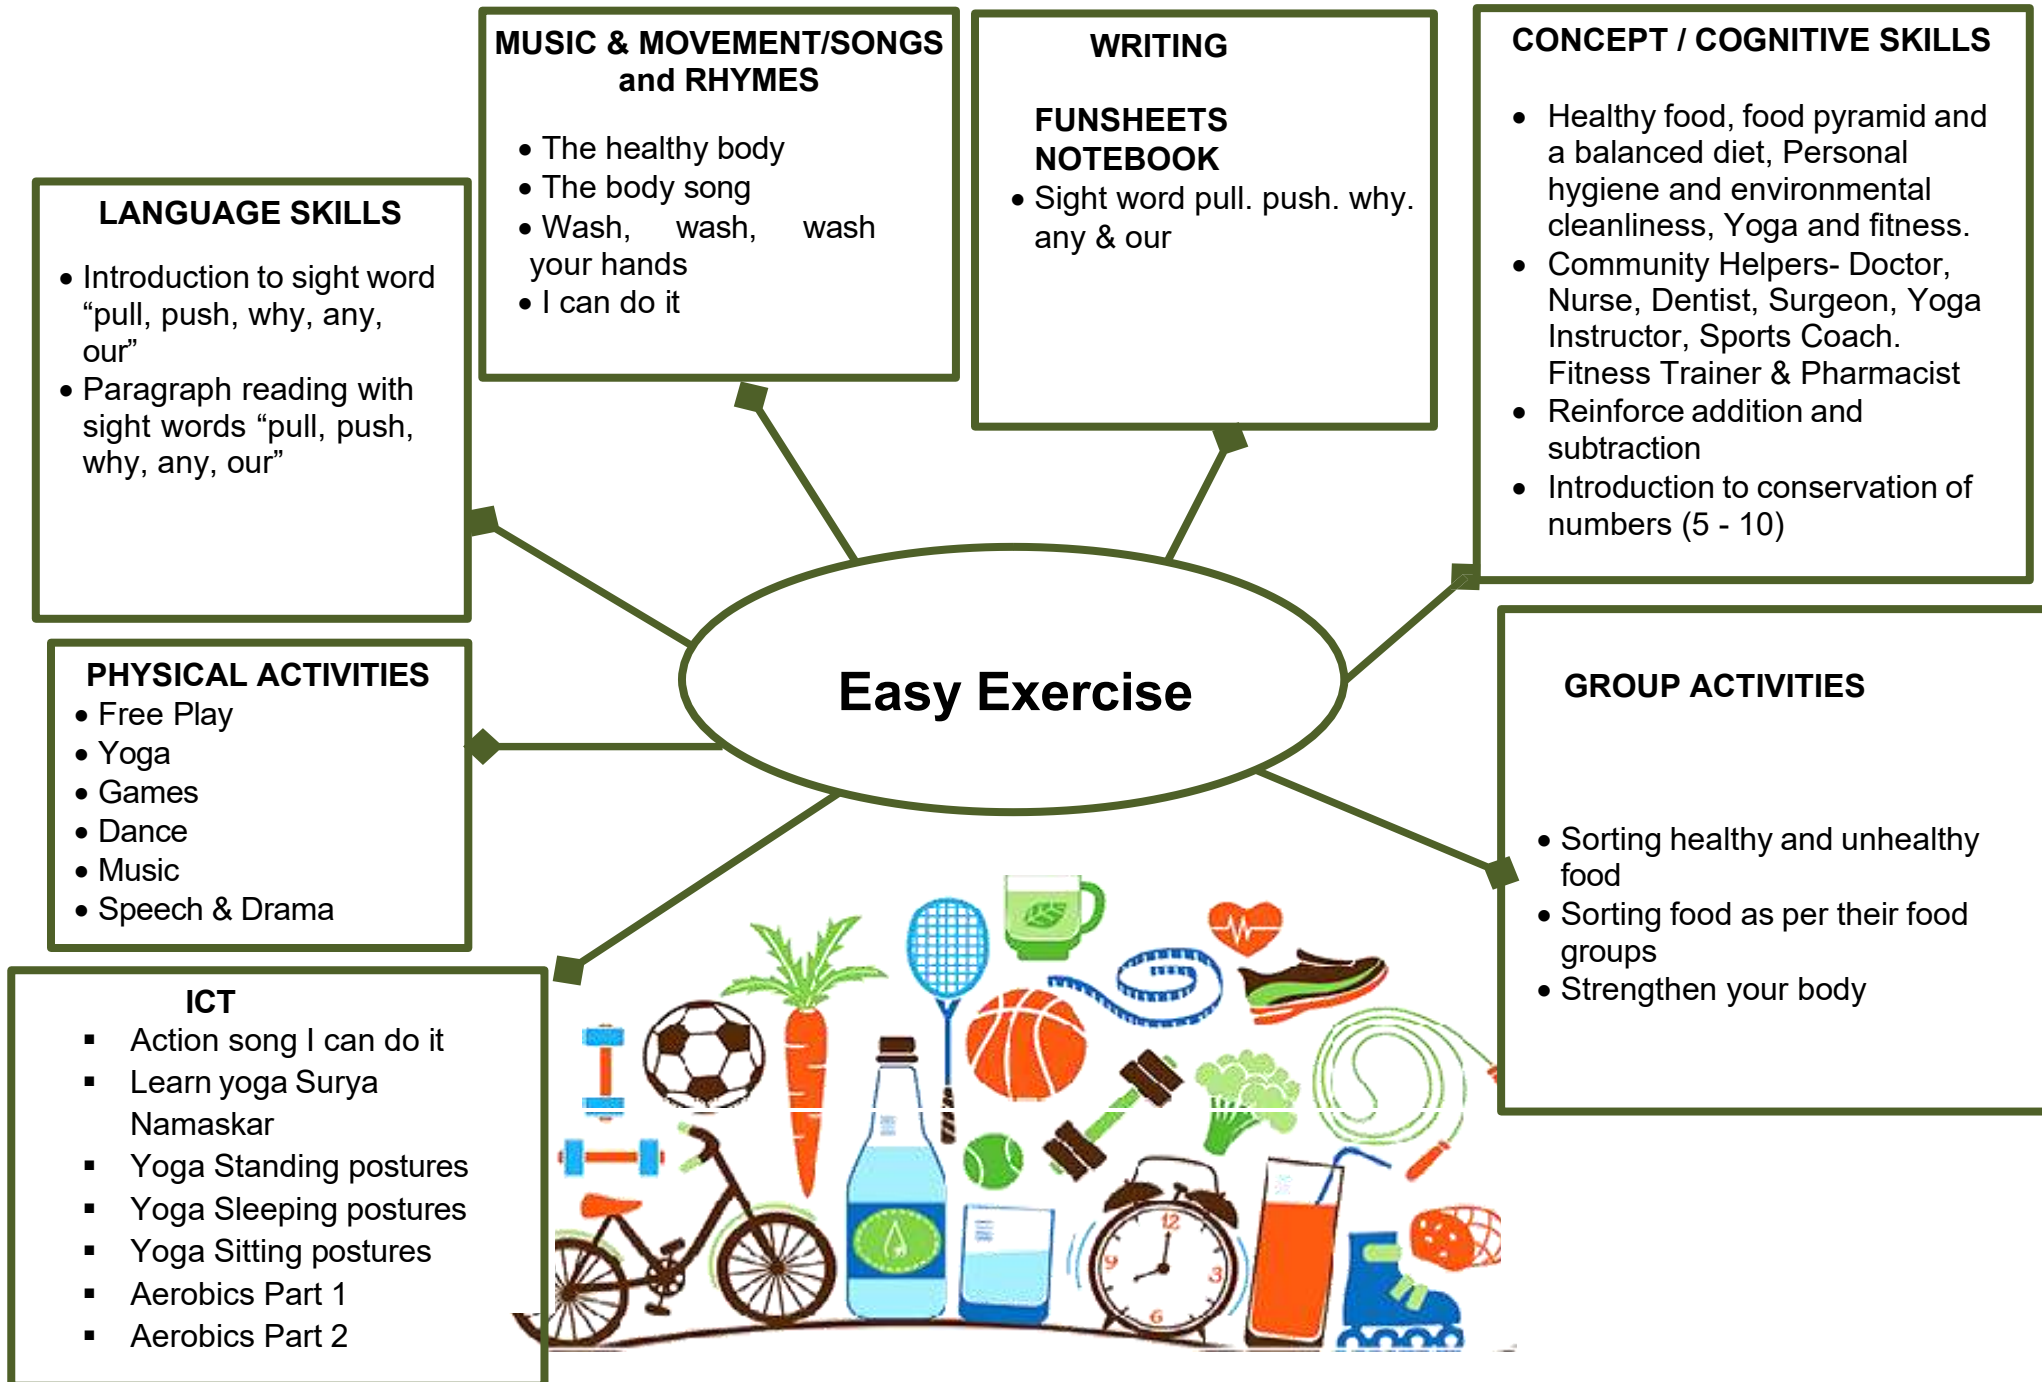 MUSIC & MOVEMENT/SONGS
and RHYMES
• The healthy body
• The body song
• Wash, wash, wash
your hands
• I can do it
WRITING
FUNSHEETS
NOTEBOOK
• Sight word pull. push. why.
any & our
CONCEPT / COGNITIVE SKILLS
• Healthy food, food pyramid and
a balanced diet, Personal
hygiene and environmental
cleanliness, Yoga and fitness.
• Community Helpers- Doctor,
Nurse, Dentist, Surgeon, Yoga
Instructor, Sports Coach.
Fitness Trainer & Pharmacist
• Reinforce addition and
subtraction
• Introduction to conservation of
numbers (5 - 10)
LANGUAGE SKILLS
• Introduction to sight word
“pull, push, why, any,
our”
• Paragraph reading with
sight words “pull, push,
why, any, our”
Easy Exercise
PHYSICAL ACTIVITIES
• Free Play
• Yoga
• Games
• Dance
• Music
• Speech & Drama
GROUP ACTIVITIES
• Sorting healthy and unhealthy
food
• Sorting food as per their food
groups
• Strengthen your body
ICT
▪ Action song I can do it
▪ Learn yoga Surya
Namaskar
▪ Yoga Standing postures
▪ Yoga Sleeping postures
▪ Yoga Sitting postures
▪ Aerobics Part 1
▪ Aerobics Part 2
12
9 3
6